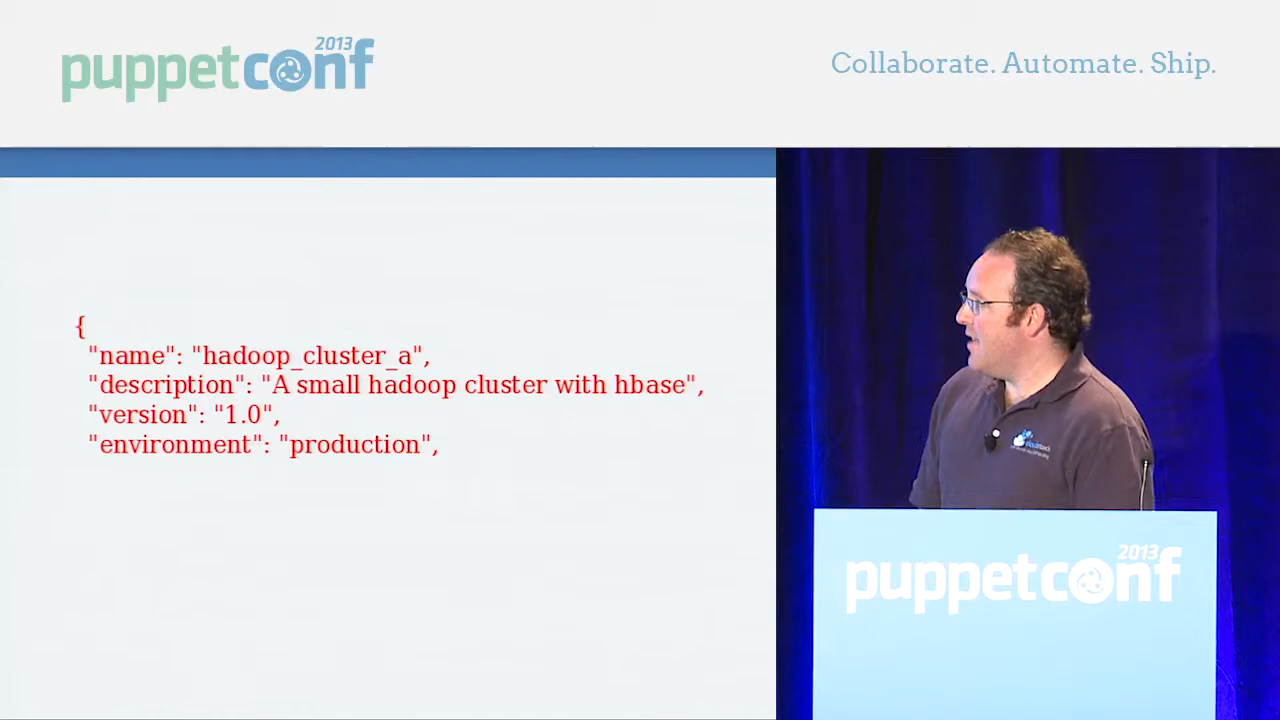 puppetconf 2013
Collaborate. Automate. Ship.
{
"name": "hadoop_cluster_a",
"description": "A small hadoop cluster with hbase",
"version": "1.0",
"environment": "production",
cloudstack
puppetconf 2013